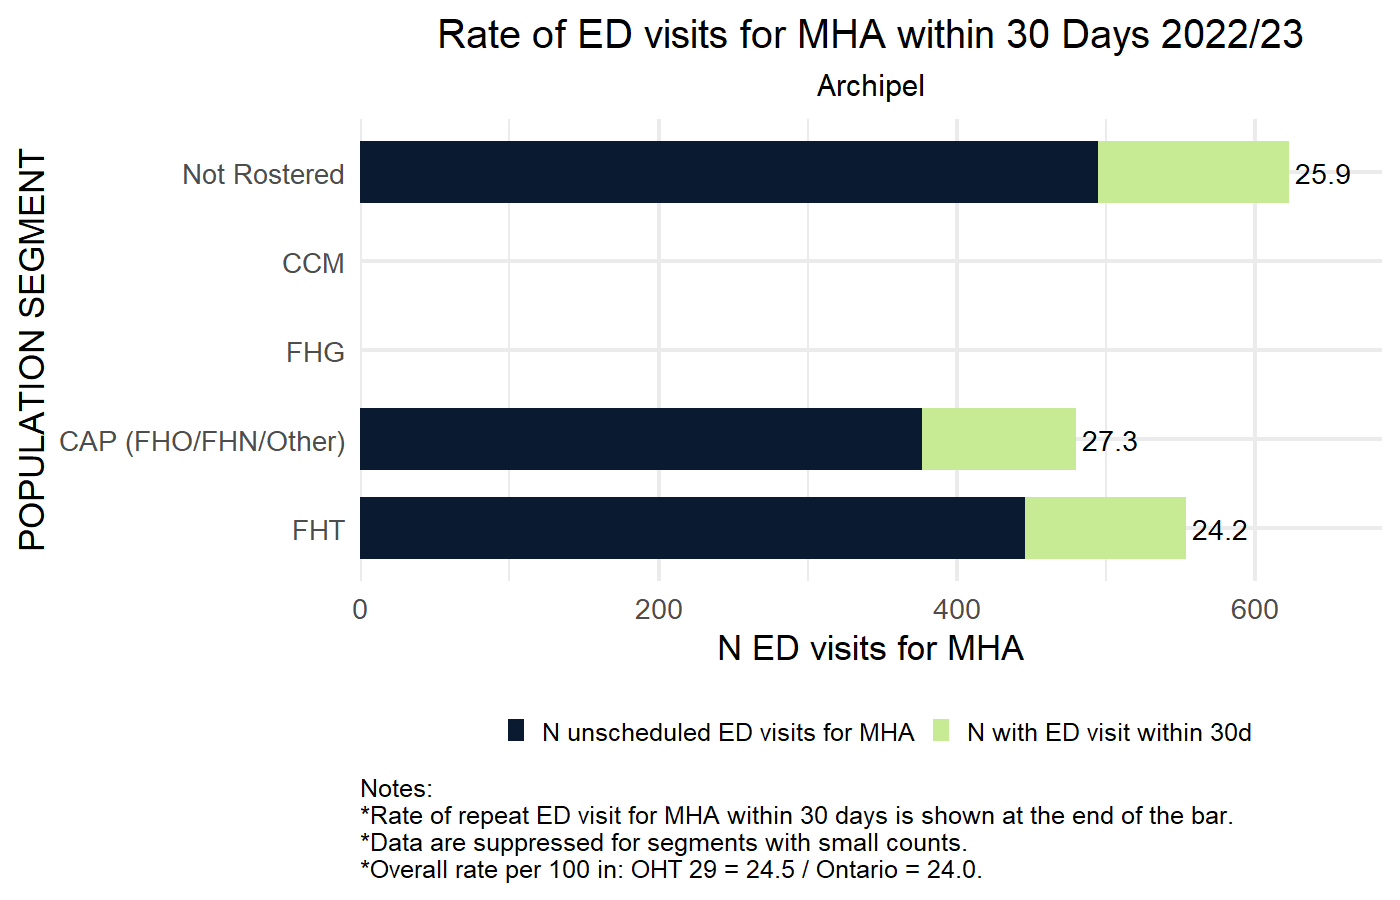 Rate of ED visits for MHA within 30 Days 2022/23
Archipel
POPULATION SEGMENT
Not Rostered
25.9
CCM
FHG
CAP (FHO/FHN/Other)
27.3
FHT
24.2
0 200 400 600
N ED visits for MHA
N unscheduled ED visits for MHA N with ED visit within 30d
Notes:
*Rate of repeat ED visit for MHA within 30 days is shown at the end of the bar.
*Data are suppressed for segments with small counts.
*Overall rate per 100 in: OHT 29 = 24.5 / Ontario = 24.0.